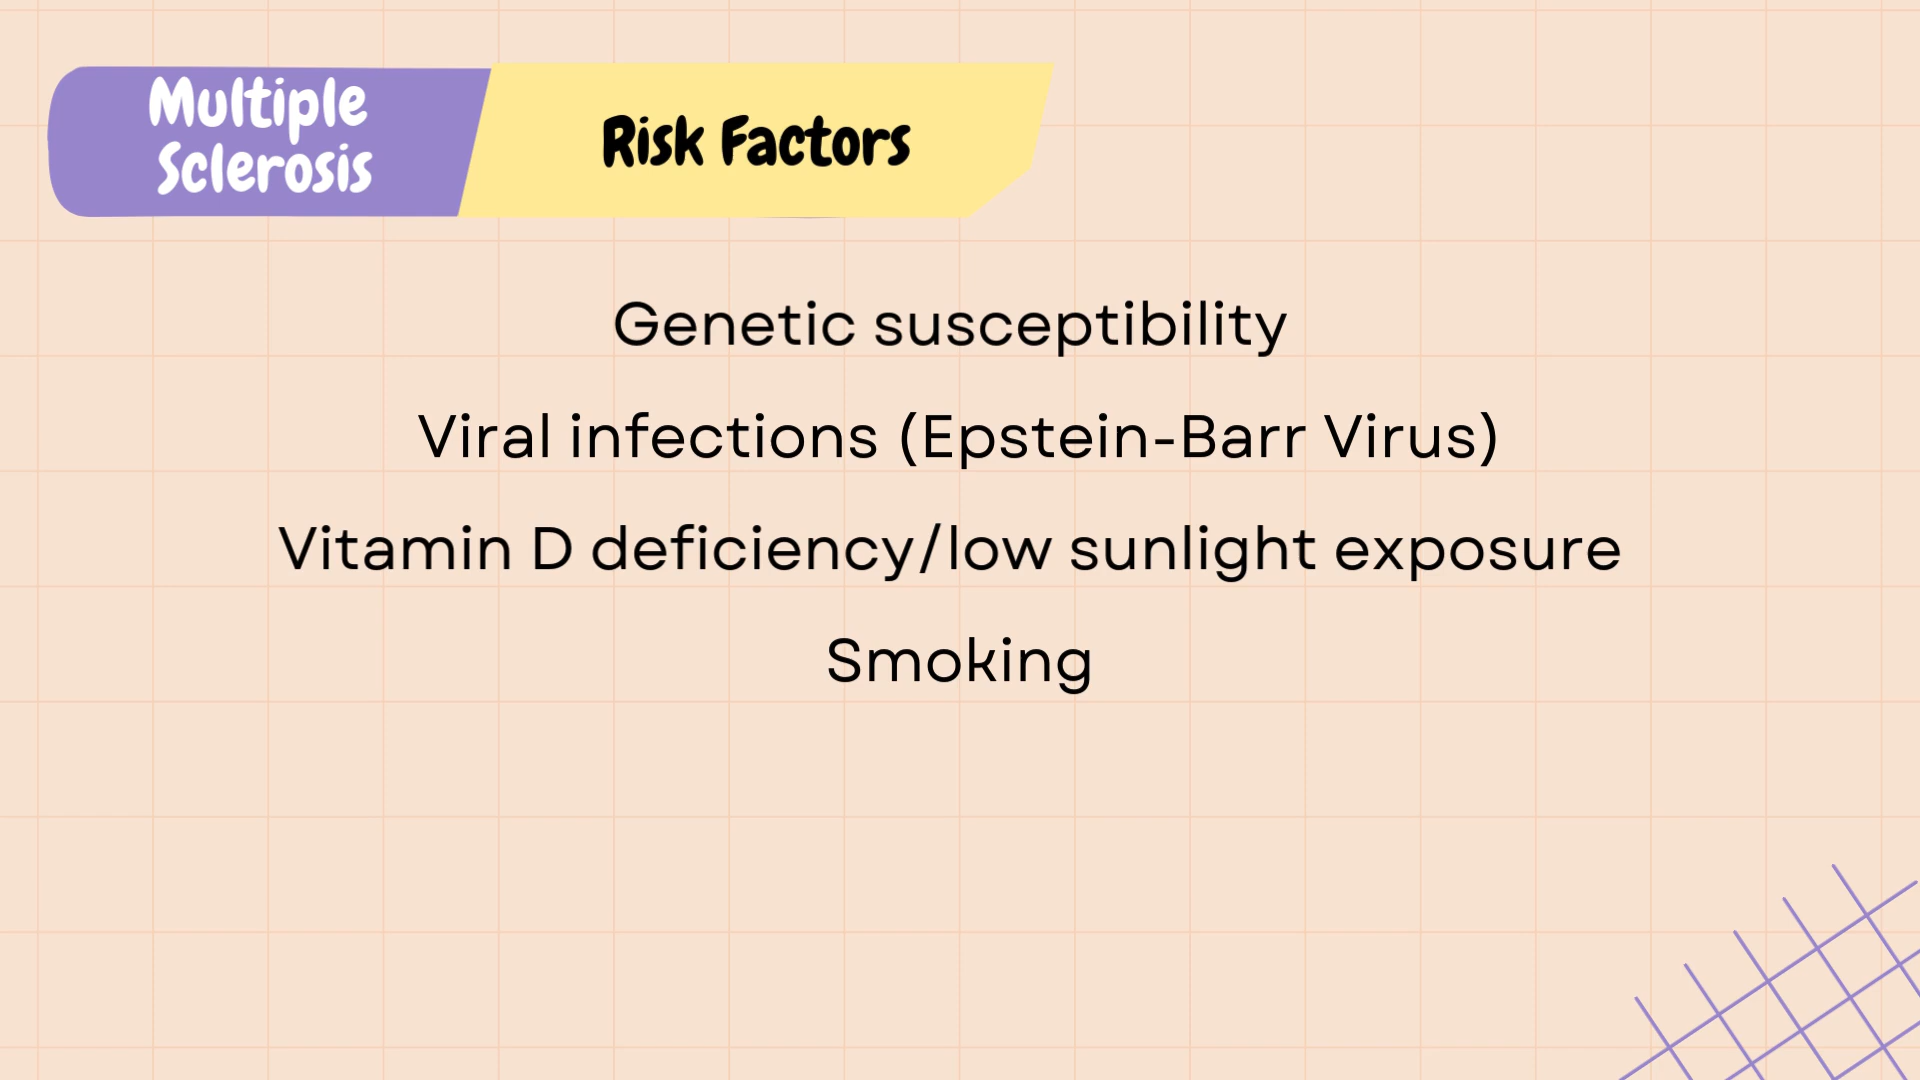 Multiple
Sclerosis
Risk Factors
Genetic susceptibility
Viral infections (Epstein-Barr Virus)
Vitamin D deficiency/low sunlight exposure
Smoking